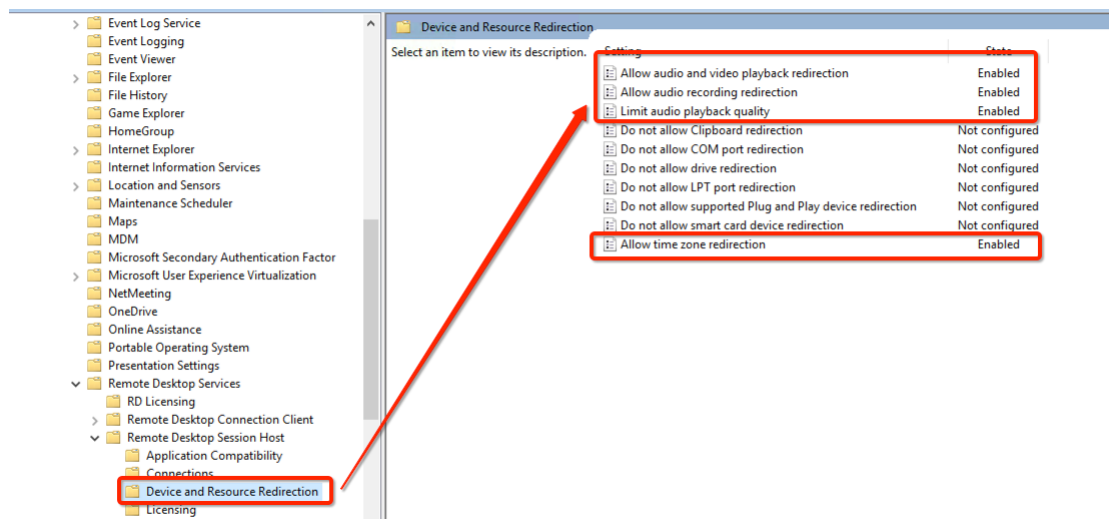 Event Log Service
Event Logging
Event Viewer
File Explorer
File History
Game Explorer
HomeGroup
Internet Explorer
Internet Information Services
Location and Sensors
Maintenance Scheduler
Maps
MDM
Microsoft Secondary Authentication Factor
Microsoft User Experience Virtualization
NetMeeting
OneDrive
Online Assistance
Portable Operating System
Presentation Settings
Remote Desktop Services
RD Licensing
Remote Desktop Connection Client
Remote Desktop Session Host
Application Compatibility
Connections
Device and Resource Redirection
Licensing
Device and Resource Redirection
Select an item to view its description.
Setting State
Allow audio and video playback redirection Enabled
Allow audio recording redirection Enabled
Limit audio playback quality Enabled
Do not allow Clipboard redirection Not configured
Do not allow COM port redirection Not configured
Do not allow drive redirection Not configured
Do not allow LPT port redirection Not configured
Do not allow supported Plug and Play device redirection Not configured
Do not allow smart card device redirection Not configured
Allow time zone redirection Enabled